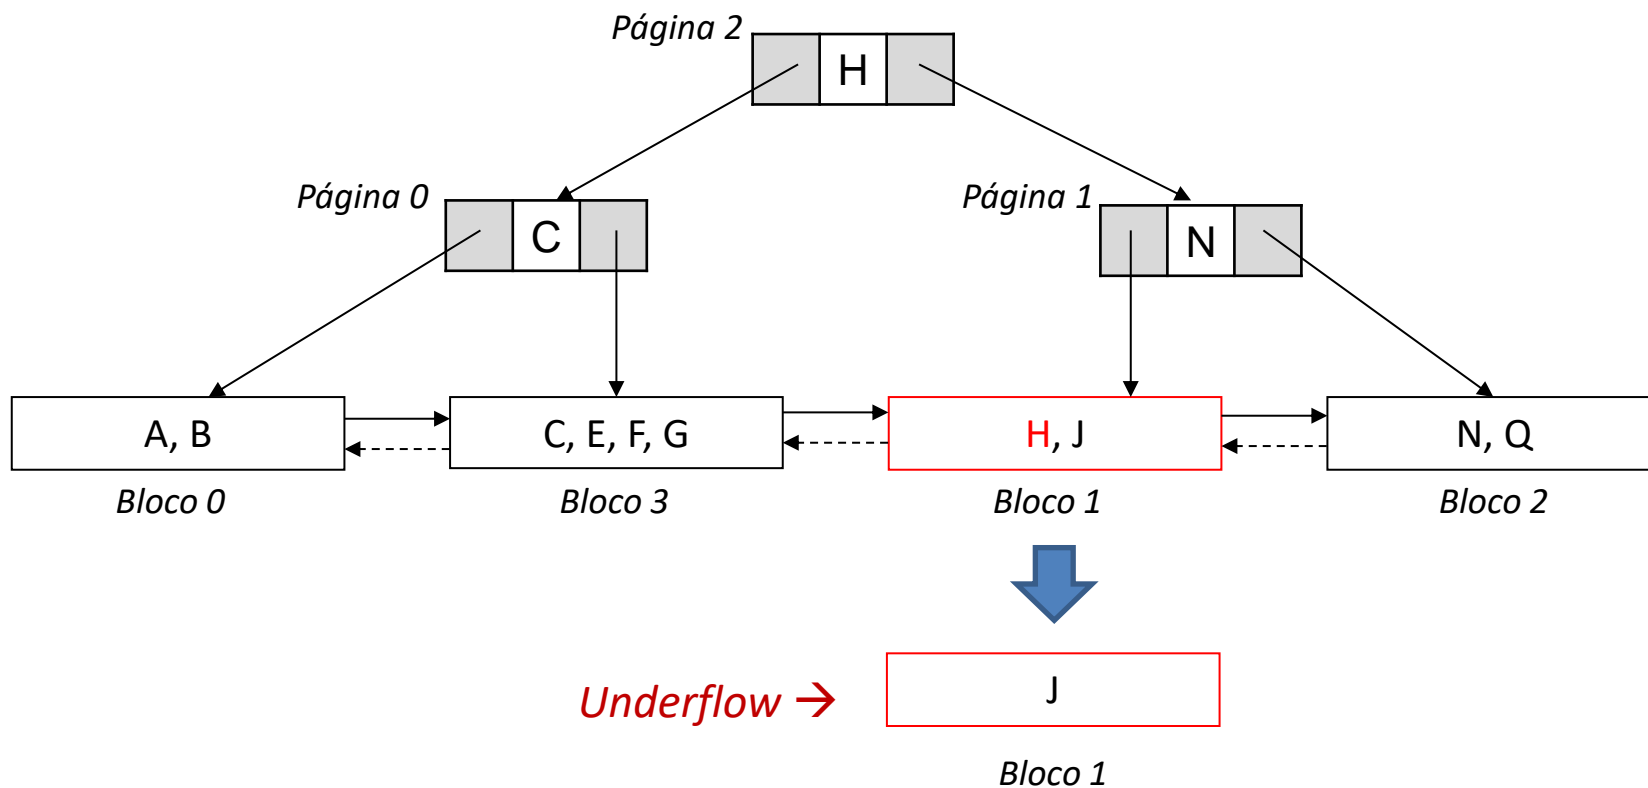 Página 2
H
Página 0
C
Página 1
N
A, B
C, E, F, G
H, J
N, Q
Bloco 0
Bloco 3
Bloco 1
Bloco 2
Underflow →
J
Bloco 1